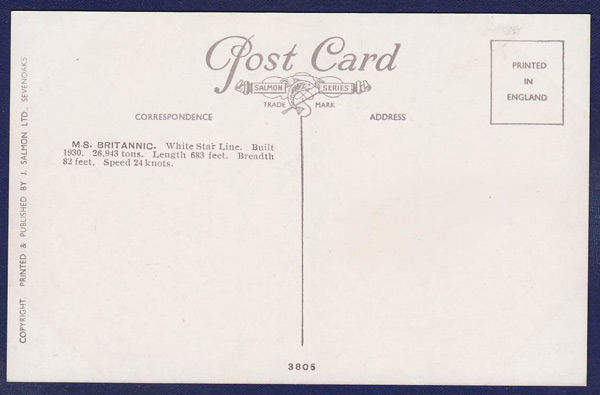 Post Card
SALMON SERIES
TRADE MARK
PRINTED
IN
ENGLAND
CORRESPONDENCE
ADDRESS
M.S. BRITANNIC. White Star Line. Built
1930. 26,943 tons. Length 683 feet. Breadth
82 feet, Speed 24 knots.
COPYRIGHT PRINTED & PUBLISHED BY J. SALMON LTD. SEVENOAKS
3805